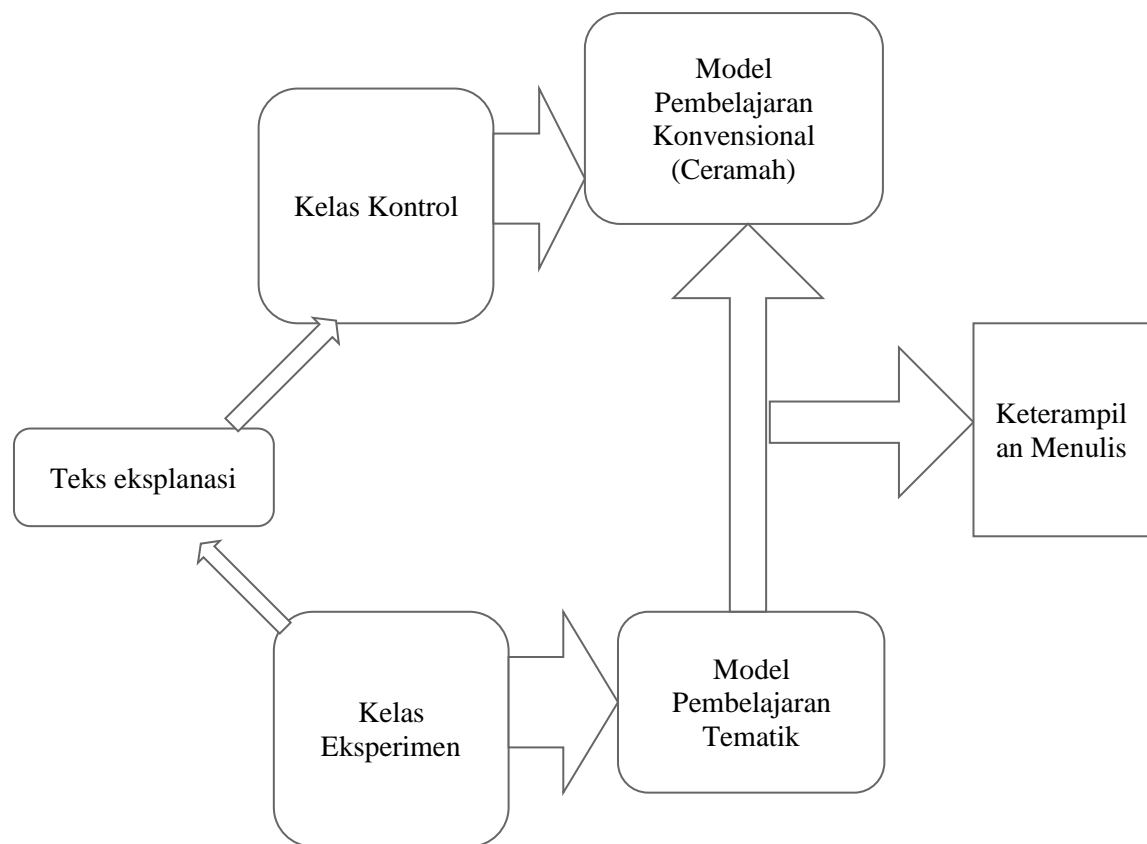 Model
Pembelajaran
Konvensional
(Ceramah)
Kelas Kontrol
Keterampil
an Menulis
Teks eksplanasi
Model
Pembelajaran
Tematik
Kelas
Eksperimen